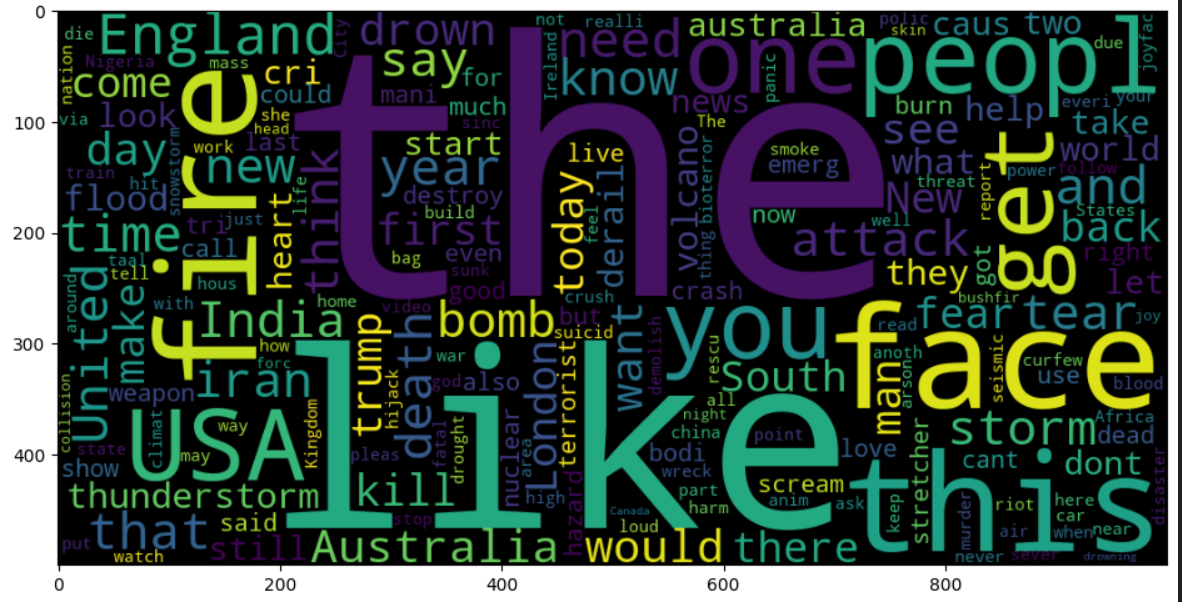 0
100
200
300
400
0
200
400
600
800
the
like
fire
face
this
peopl
one
you
get
USA
England
die
Nigeria
mass
come
nation
cri
could
City
drown
say
for
mani
much
sinc
not
realli
need
know
Ireland
australia
polic
skin
caus
two
due
joyfac
panic
news
The
burn
help
everi
your
via
look
she
head
work
last
start
day
new
year
live
smoke
emerg
see
what
take
world
power
follow
train
hit
snowstorm
flood
tri
just
life
think
destroy
build
first
today
feel
derail
volcano
thing
bioterror
now
well
attack
New
threat
report
and
States
back
time
call
heart
bag
even
sunk
good
crash
they
got
right
let
taal
tell
hous
around
United
make
with
India
home
video
bomb
crush
but
suicid
bushfir
fear
tear
joy
how
forc
iran
weapon
trump
hijack
death
war
god
also
London
terrorist
want
demolish
rescu
South
read
anoth
arson
man
seismic
curfew
use
blood
collision
state
climat
way
may
Kingdom
pleas
fatal
drought
nuclear
area
high
all
night
china
point
love
bodi
wreck
storm
Africa
dead
show
thunderstorm
kill
part
harm
scream
anim
ask
keep
stretcher
cant
dont
disaster
that
said
still
stop
Australia
hazard
Canada
loud
would
there
murder
riot
air
here
car
when
near
never
sever
drowning
put
watch